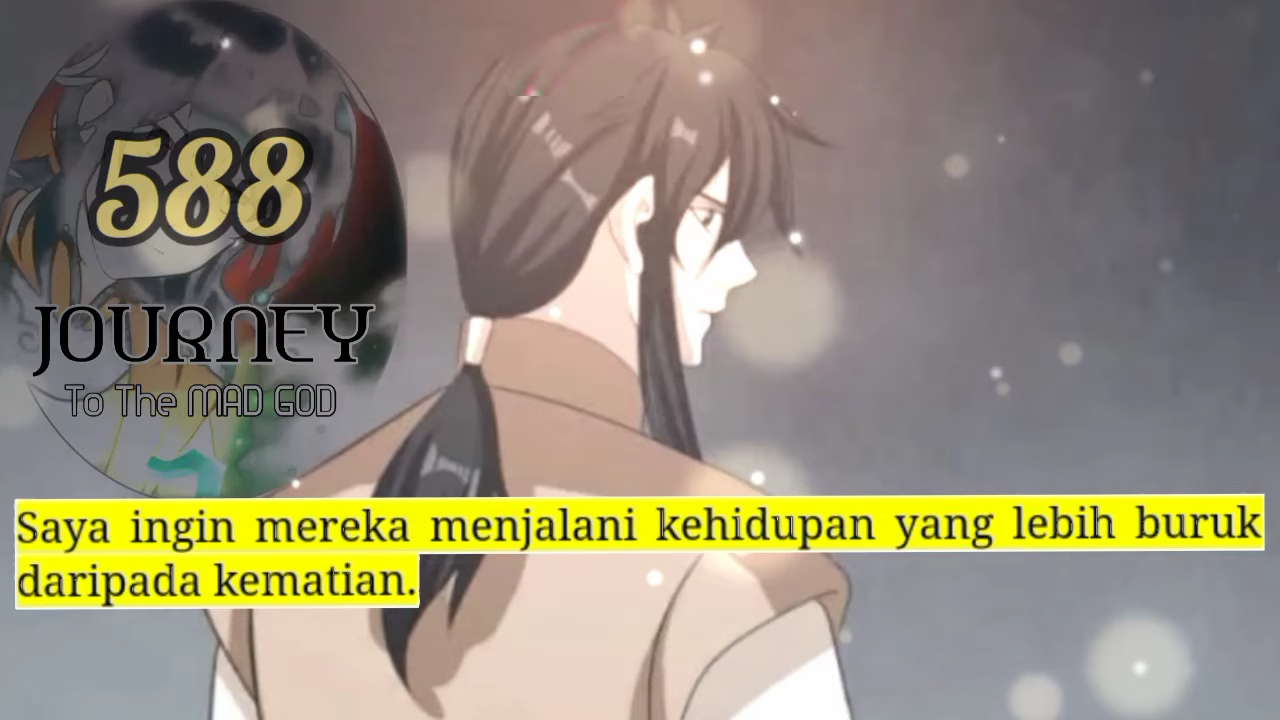 588
JOURNEY
To The MAD GOD
Saya ingin mereka menjalani kehidupan yang lebih buruk
daripada kematian.